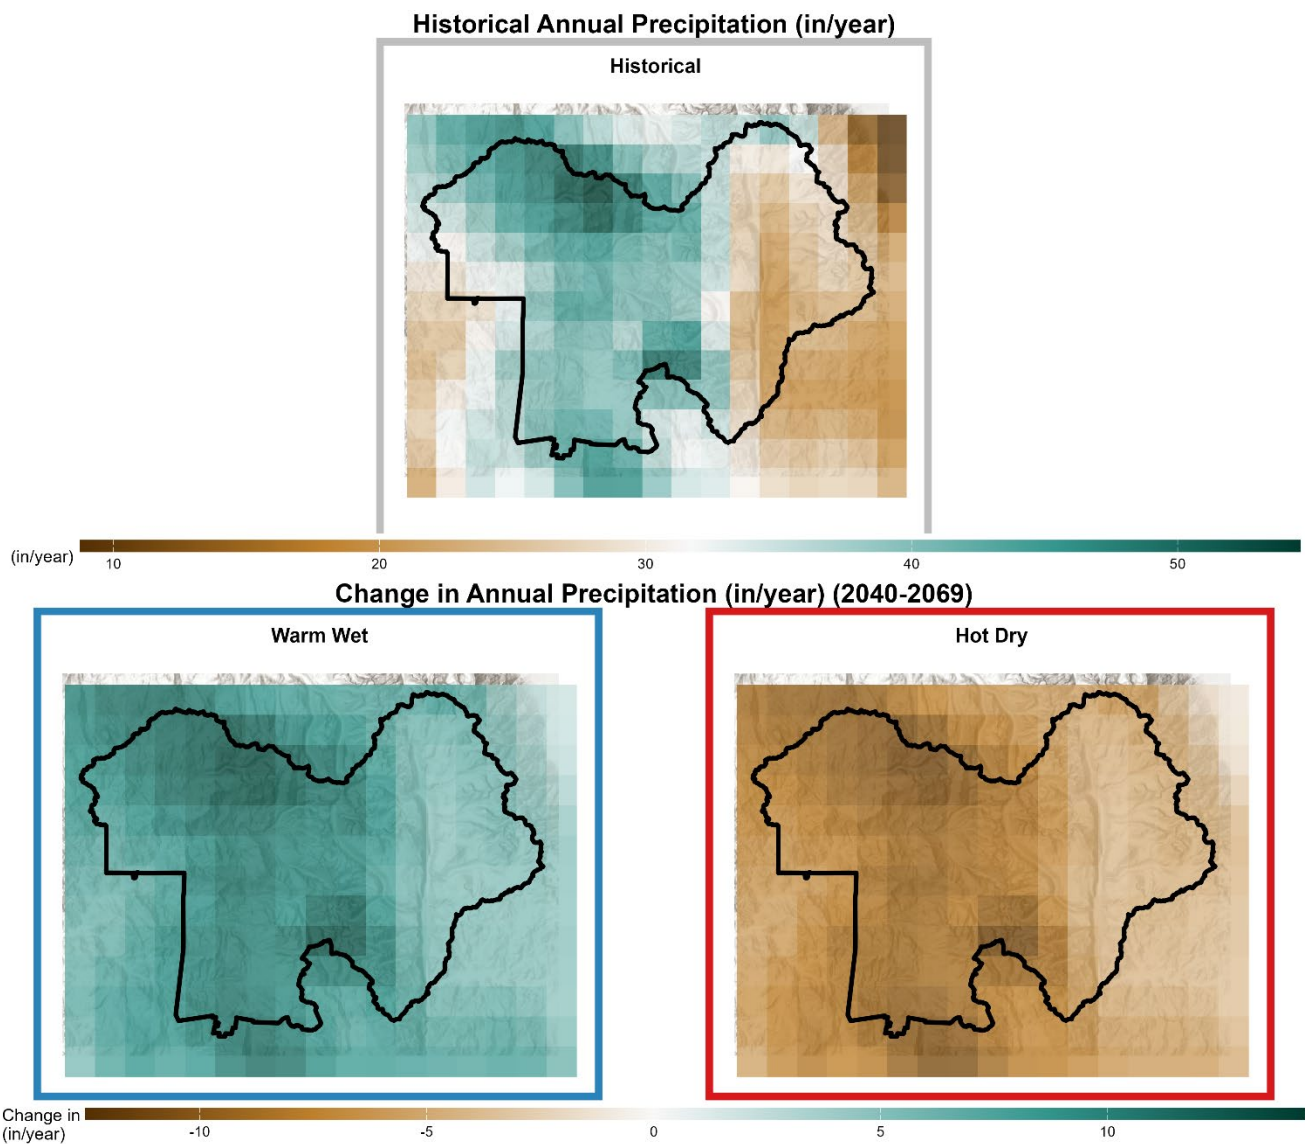 Historical Annual Precipitation (in/year)
Historical
(in/year)
10 20 30 40 50
Change in Annual Precipitation (in/year) (2040-2069)
Warm Wet
Hot Dry
Change in
(in/year)
-10 -5 0 5 10